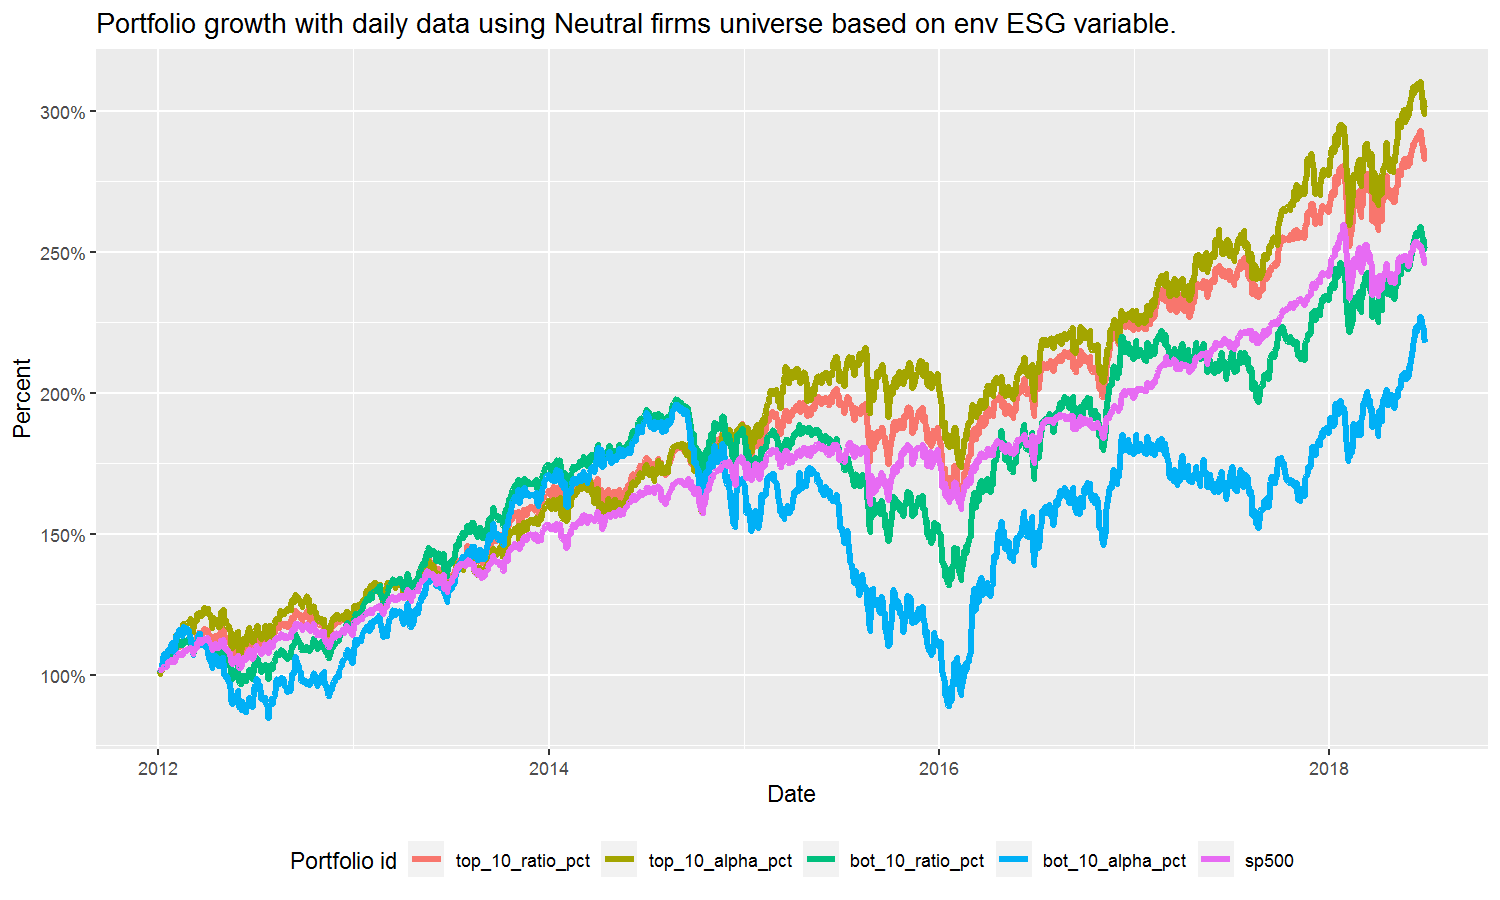 Portfolio growth with daily data using Neutral firms universe based on env ESG variable.
300%
250%
200%
150%
100%
Percent
2012 2014 2016 2018
Date
Portfolio id top_10_ratio_pct top_10_alpha_pct bot_10_ratio_pct bot_10_alpha_pct sp500